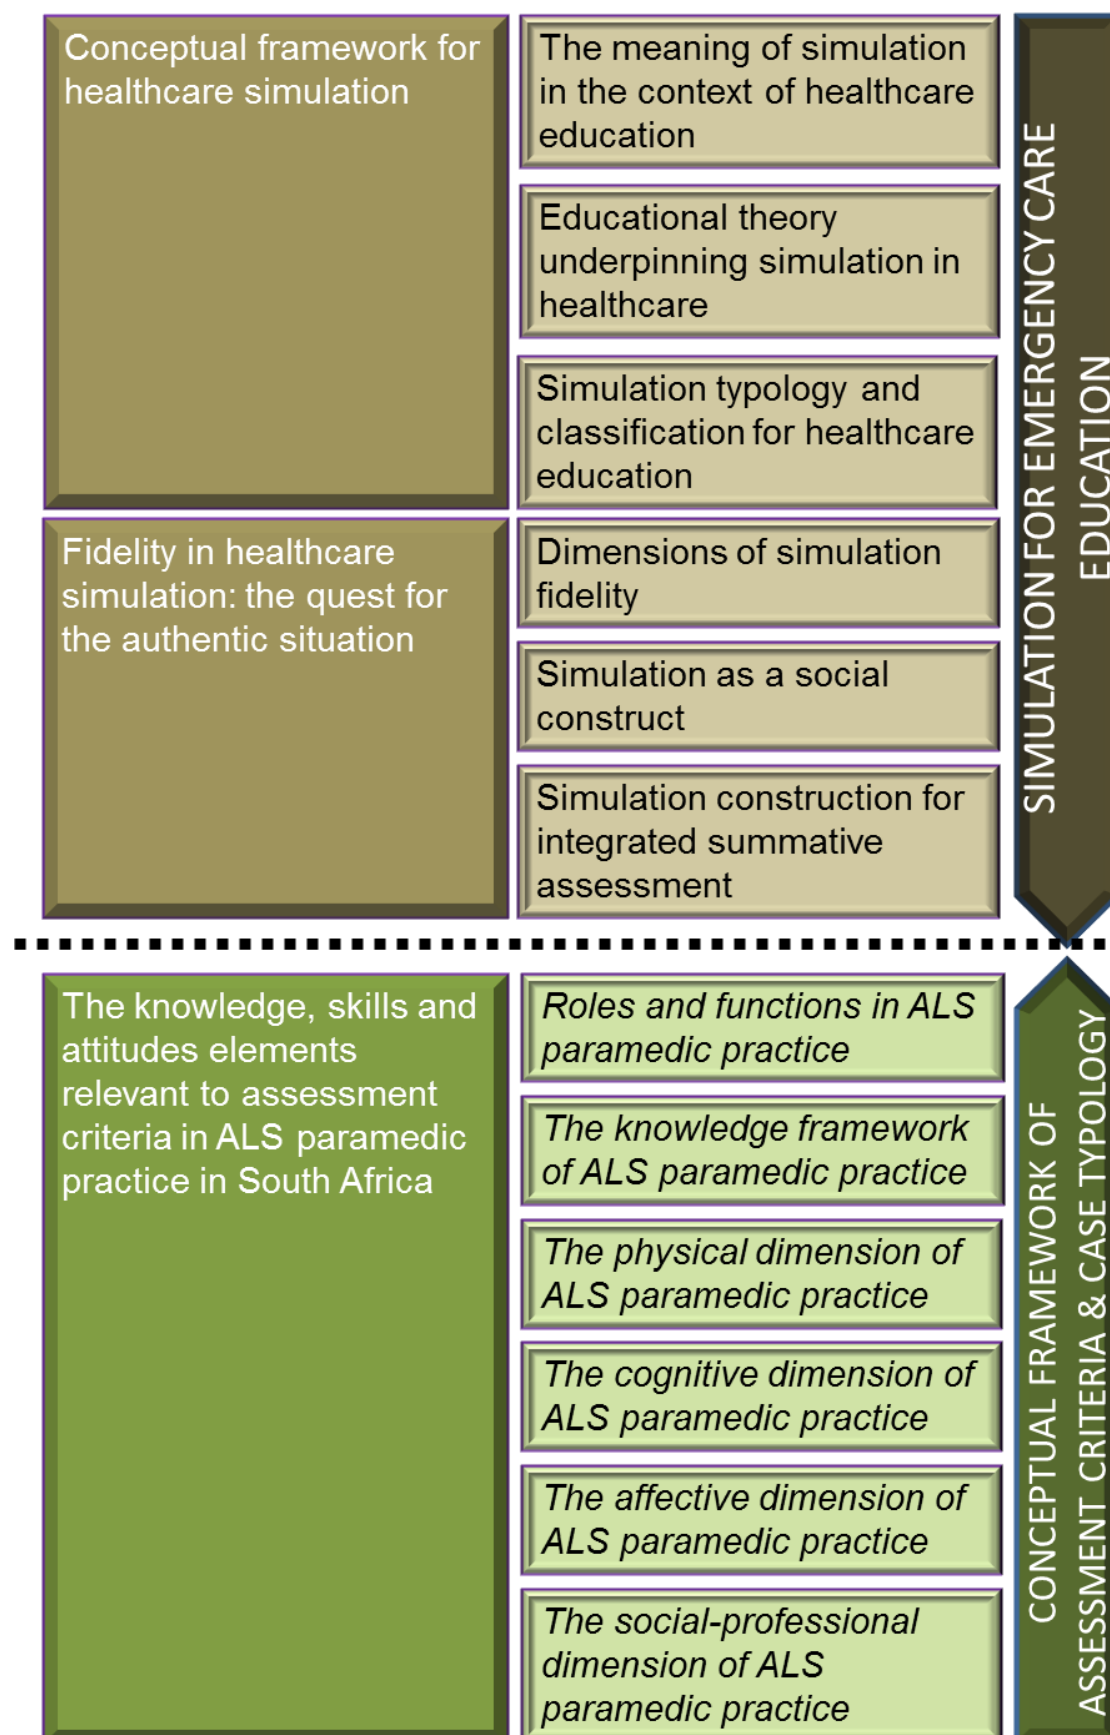 Conceptual framework for
healthcare simulation
The meaning of simulation
in the context of healthcare
education
Educational theory
underpinning simulation in
healthcare
Simulation typology and
classification for healthcare
education
Fidelity in healthcare
simulation: the quest for
the authentic situation
Dimensions of simulation
fidelity
Simulation as a social
construct
Simulation construction for
integrated summative
assessment
SIMULATION FOR EMERGENCY CARE
EDUCATION
The knowledge, skills and
attitudes elements
relevant to assessment
criteria in ALS paramedic
practice in South Africa
Roles and functions in ALS
paramedic practice
The knowledge framework
of ALS paramedic practice
The physical dimension of
ALS paramedic practice
The cognitive dimension of
ALS paramedic practice
The affective dimension of
ALS paramedic practice
The social-professional
dimension of ALS
paramedic practice
CONCEPTUAL FRAMEWORK OF
ASSESSMENT CRITERIA & CASE TYPOLOGY